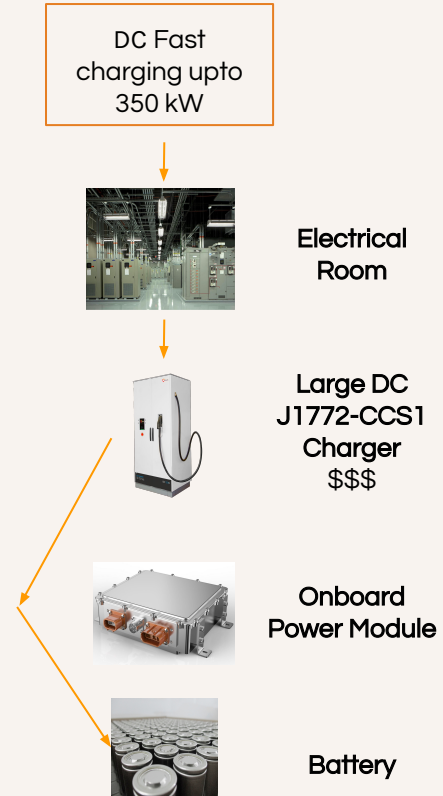 DC Fast
charging upto
350 kW
Electrical
Room
Large DC
J1772-CCS1
Charger
$$$
Onboard
Power Module
Battery